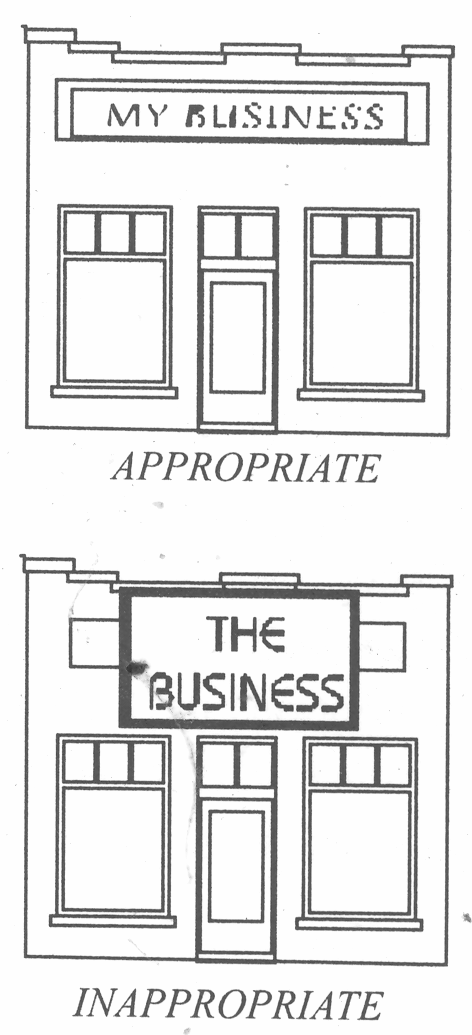 MY BUSINESS
APPROPRIATE
THE
BUSINESS
INAPPROPRIATE